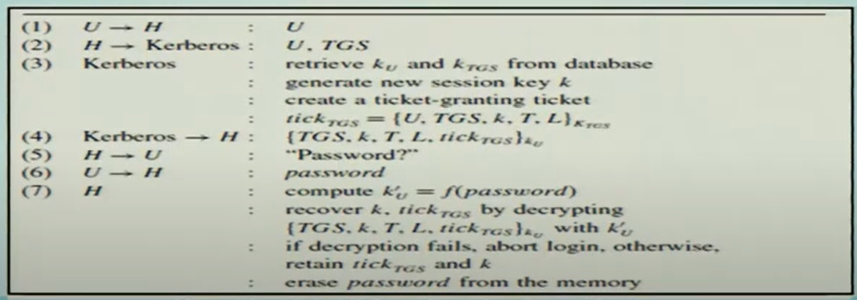 (1) U → H : U
(2) H → Kerberos : U, TGS
(3) Kerberos : retrieve k_U and k_TGS from database
: generate new session key k
: create a ticket-granting ticket
: tick_TGS = {U, TGS, k, T, L}_K_TGS
(4) Kerberos → H : {TGS, k, T, L, tick_TGS}_k_U
(5) H → U : "Password?"
(6) U → H : password
(7) H : compute k′_U = f(password)
: recover k, tick_TGS by decrypting
{TGS, k, T, L, tick_TGS}_k_U with k′_U
: if decryption fails, abort login, otherwise,
retain tick_TGS and k
: erase password from the memory